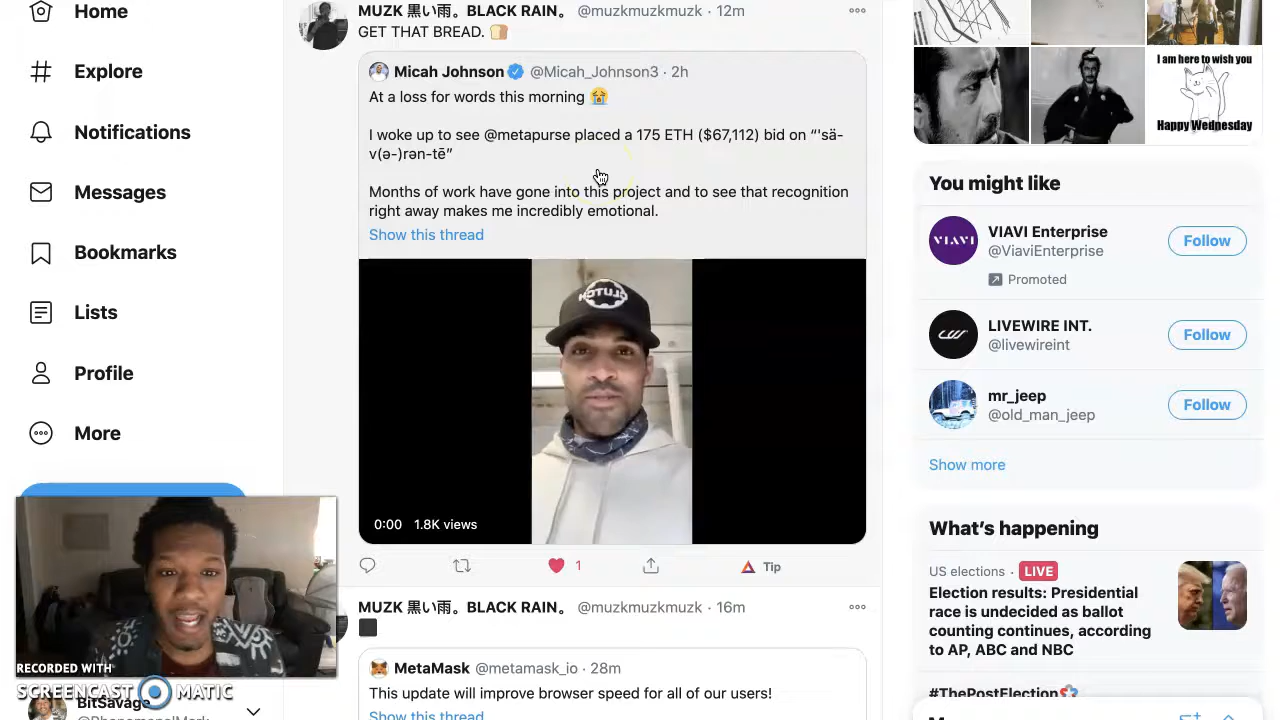 Home
Explore
Notifications
Messages
Bookmarks
Lists
Profile
More
RECORDED WITH
SCREENCAST MATIC
BitSavage
MUZK 黒い雨。BLACK RAIN。 @muzkmuzkmuzk · 12m
GET THAT BREAD. 🍞
Micah Johnson @Micah_Johnson3 · 2h
At a loss for words this morning 😭
I woke up to see @metapurse placed a 175 ETH ($67,112) bid on “'sä-
v(ə-)rən-tē”
Months of work have gone into this project and to see that recognition
right away makes me incredibly emotional.
Show this thread
0:00 1.8K views
1
Tip
MUZK 黒い雨。BLACK RAIN。 @muzkmuzkmuzk · 16m
MetaMask @metamask_io · 28m
This update will improve browser speed for all of our users!
Show this thread
I am here to wish you
Happy Wednesday
You might like
VIAVI
VIAVI Enterprise
@ViaviEnterprise
Follow
Promoted
LIVEWIRE INT.
@livewireint
Follow
mr_jeep
@old_man_jeep
Follow
Show more
What's happening
US elections · LIVE
Election results: Presidential
race is undecided as ballot
counting continues, according
to AP, ABC and NBC
#ThePostElection